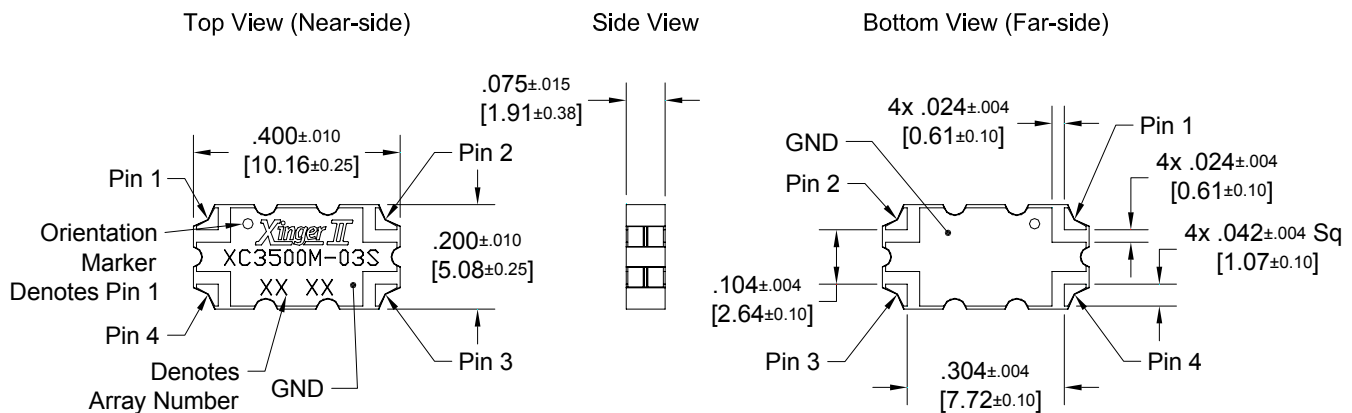 Top View (Near-side)
Side View
Bottom View (Far-side)
.400±.010
[10.16±0.25]
Pin 1
Pin 2
Orientation
Marker
Denotes Pin 1
Xinger II
XC3500M-03S
XX XX
.200±.010
[5.08±0.25]
Pin 4
Pin 3
Denotes
Array Number
GND
.075±.015
[1.91±0.38]
4x .024±.004
[0.61±0.10]
GND
Pin 1
Pin 2
4x .024±.004
[0.61±0.10]
4x .042±.004 Sq
[1.07±0.10]
.104±.004
[2.64±0.10]
Pin 3
Pin 4
.304±.004
[7.72±0.10]